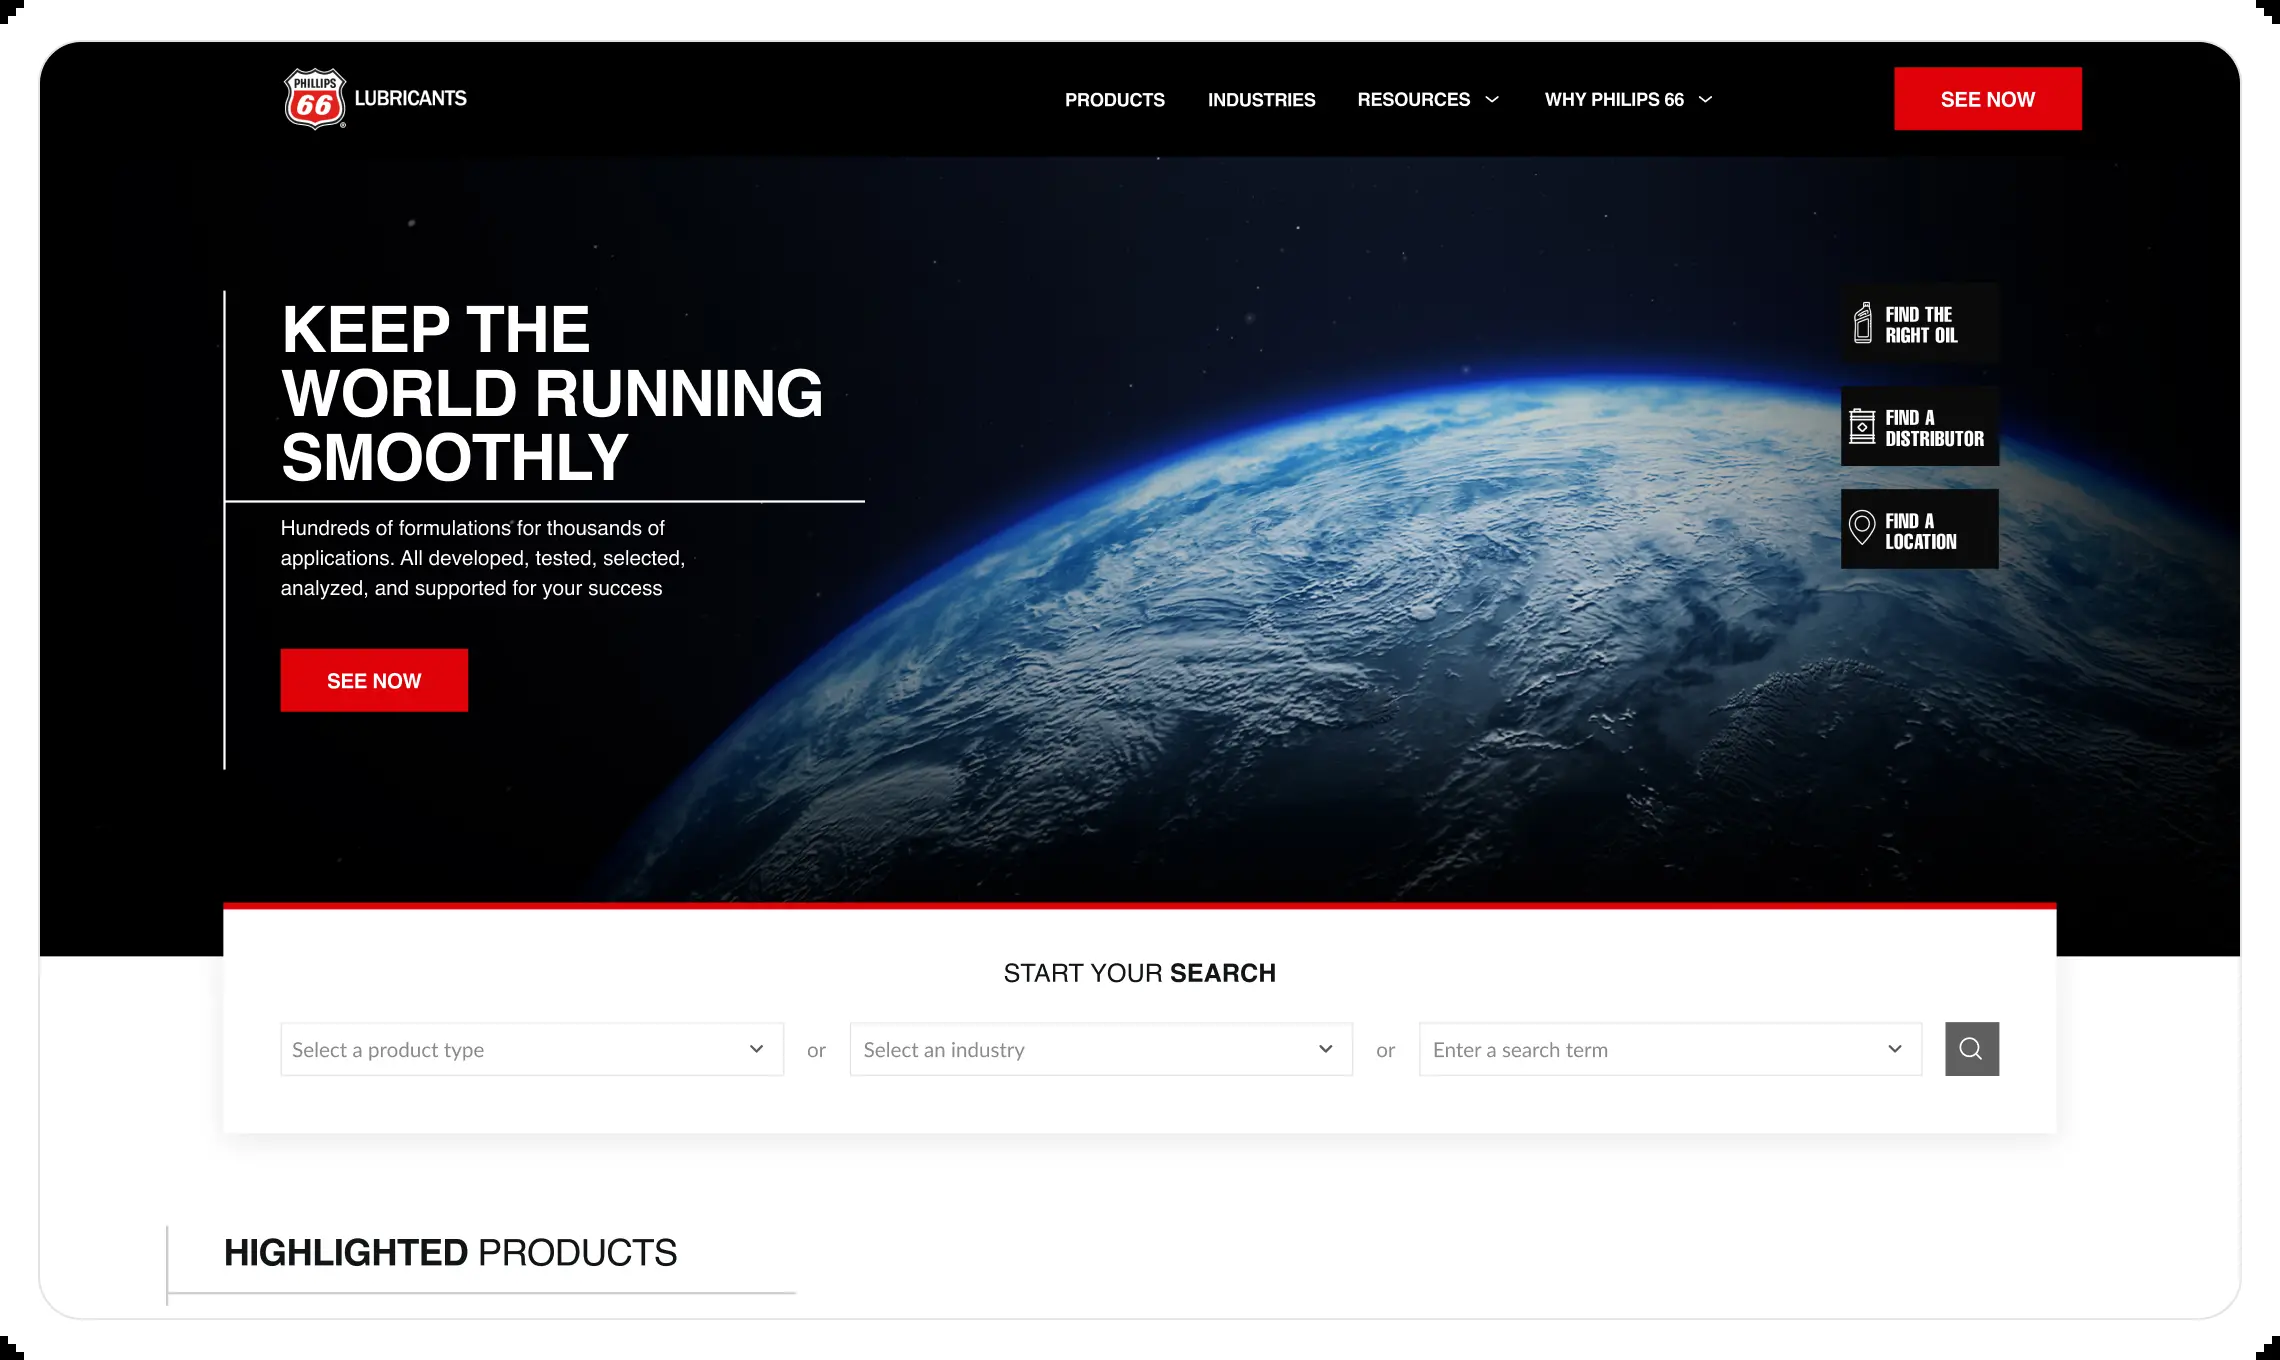 PHILLIPS
66
®
LUBRICANTS
PRODUCTS
INDUSTRIES
RESOURCES
WHY PHILIPS 66
SEE NOW
KEEP THE
WORLD RUNNING
SMOOTHLY
Hundreds of formulations for thousands of
applications. All developed, tested, selected,
analyzed, and supported for your success
SEE NOW
FIND THE
RIGHT OIL
FIND A
DISTRIBUTOR
FIND A
LOCATION
START YOUR SEARCH
Select a product type
or
Select an industry
or
Enter a search term
HIGHLIGHTED PRODUCTS